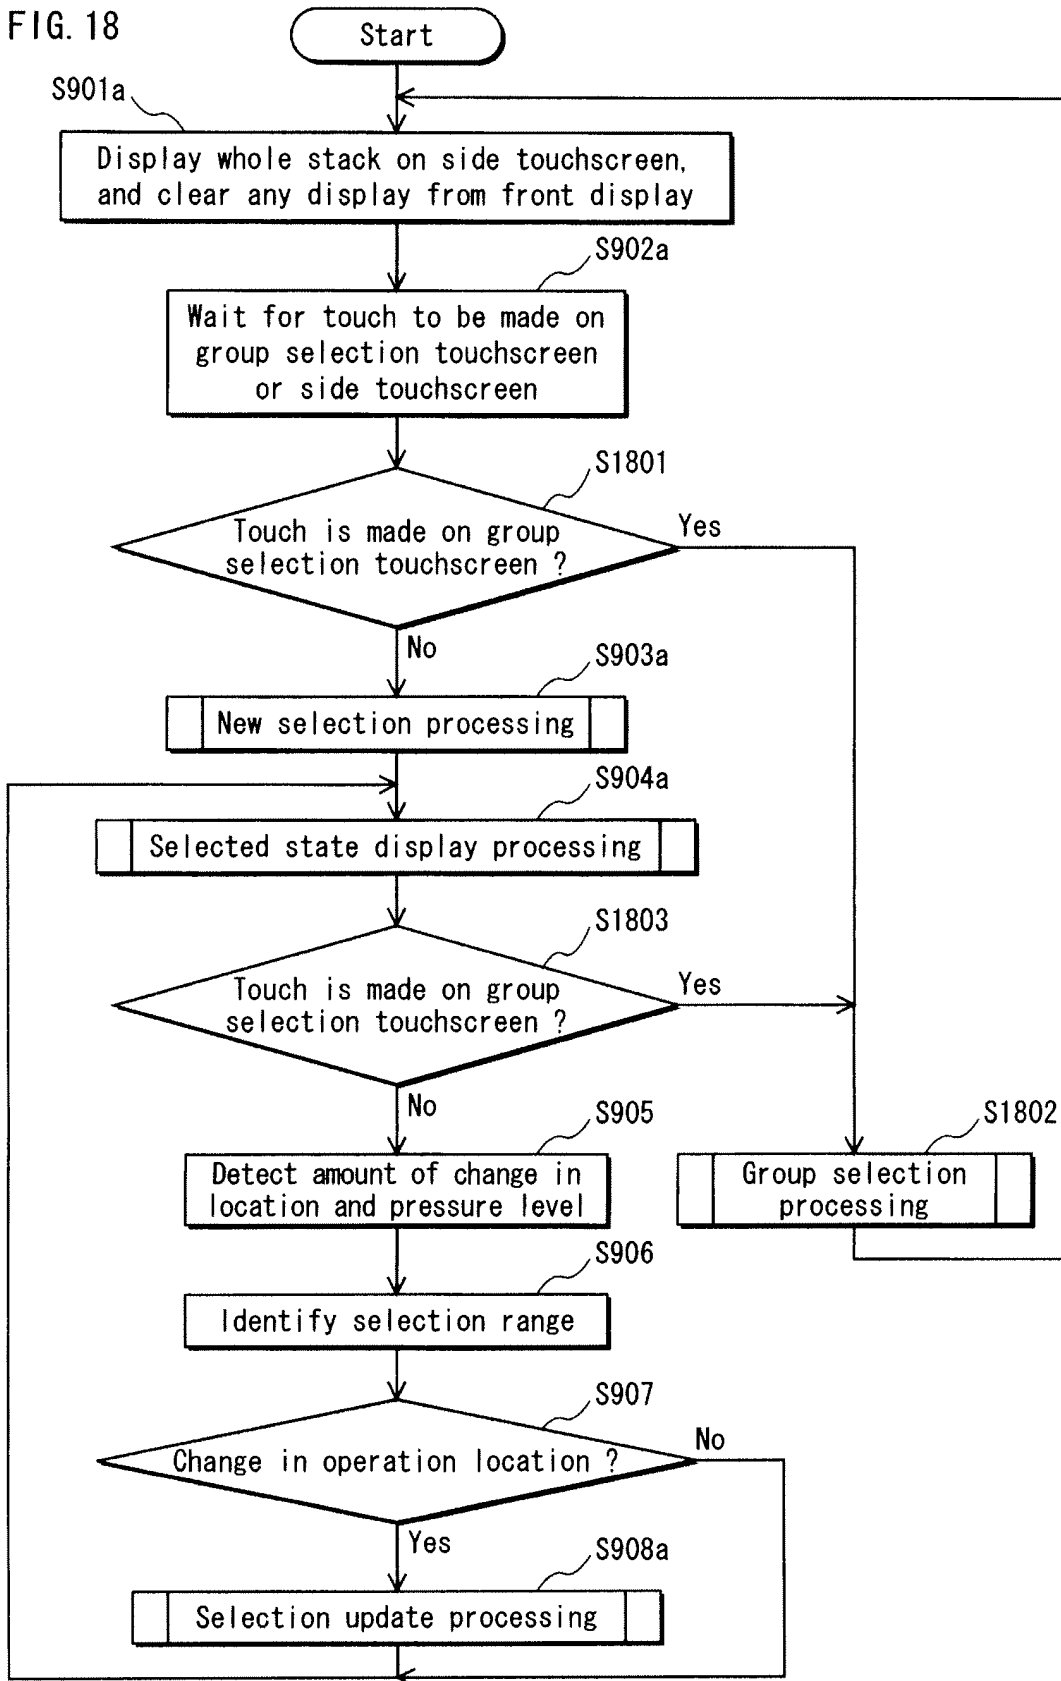 FIG. 18
Start
S901a
Display whole stack on side touchscreen,
and clear any display from front display
S902a
Wait for touch to be made on
group selection touchscreen
or side touchscreen
S1801
Touch is made on group
selection touchscreen ?
Yes
No
S903a
New selection processing
S904a
Selected state display processing
S1803
Touch is made on group
selection touchscreen ?
Yes
No
S905
Detect amount of change in
location and pressure level
S1802
Group selection
processing
S906
Identify selection range
S907
Change in operation location ?
No
Yes
S908a
Selection update processing